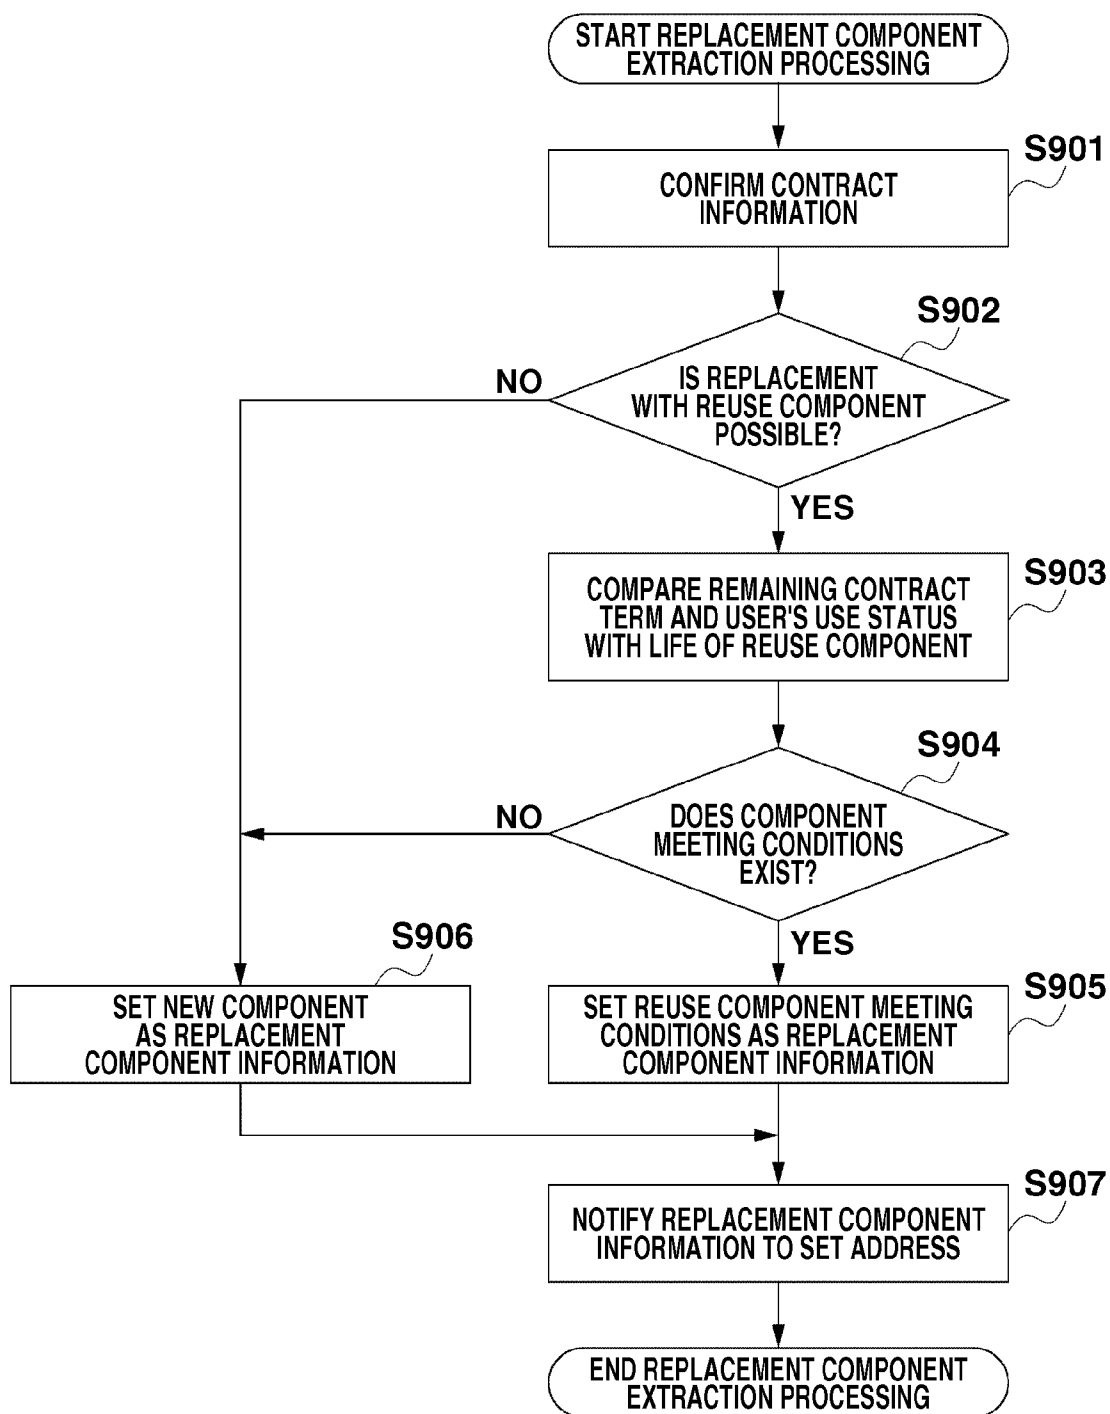 START REPLACEMENT COMPONENT
EXTRACTION PROCESSING
S901
CONFIRM CONTRACT
INFORMATION
S902
NO
IS REPLACEMENT
WITH REUSE COMPONENT
POSSIBLE?
YES
S903
COMPARE REMAINING CONTRACT
TERM AND USER'S USE STATUS
WITH LIFE OF REUSE COMPONENT
S904
NO
DOES COMPONENT
MEETING CONDITIONS
EXIST?
YES
S906
SET NEW COMPONENT
AS REPLACEMENT
COMPONENT INFORMATION
S905
SET REUSE COMPONENT MEETING
CONDITIONS AS REPLACEMENT
COMPONENT INFORMATION
S907
NOTIFY REPLACEMENT COMPONENT
INFORMATION TO SET ADDRESS
END REPLACEMENT COMPONENT
EXTRACTION PROCESSING